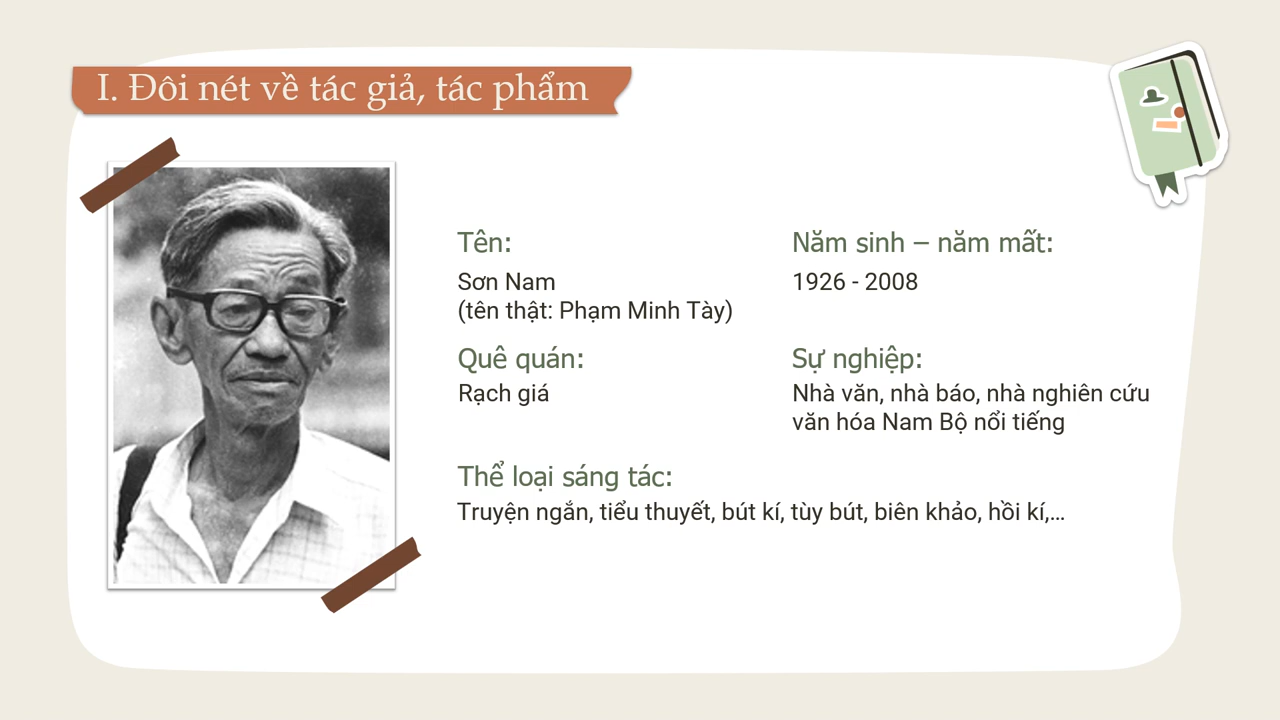 I. Đôi nét về tác giả, tác phẩm
Tên:
Sơn Nam
(tên thật: Phạm Minh Tày)
Năm sinh – năm mất:
1926 - 2008
Quê quán:
Rạch giá
Sự nghiệp:
Nhà văn, nhà báo, nhà nghiên cứu
văn hóa Nam Bộ nổi tiếng
Thể loại sáng tác:
Truyện ngắn, tiểu thuyết, bút kí, tùy bút, biên khảo, hồi kí,…